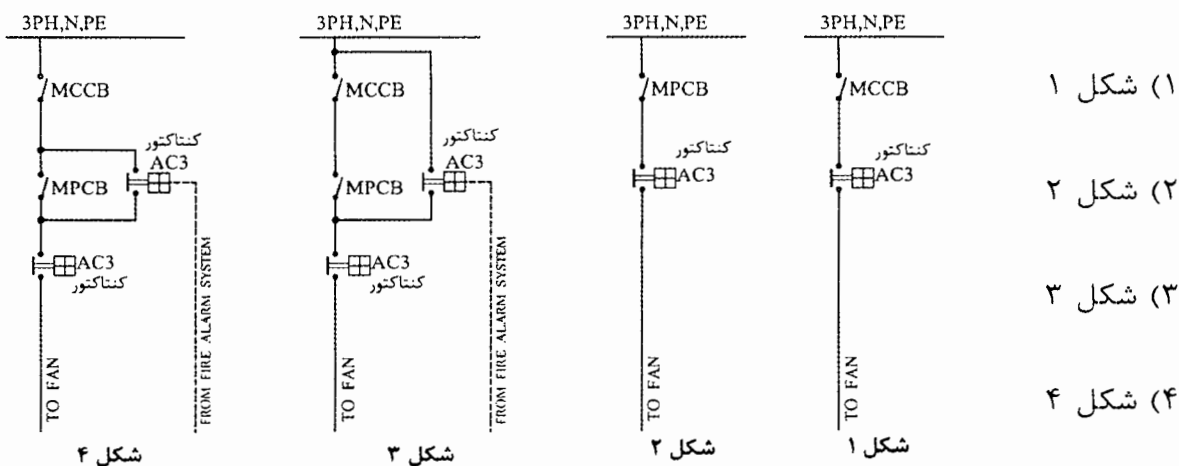 3PH,N,PE
MCCB
کنتاکتور
AC3
MPCB
AC3
کنتاکتور
TO FAN
FROM FIRE ALARM SYSTEM
شکل ۴
3PH,N,PE
MCCB
کنتاکتور
AC3
MPCB
AC3
کنتاکتور
TO FAN
FROM FIRE ALARM SYSTEM
شکل ۳
3PH,N,PE
MPCB
کنتاکتور
AC3
TO FAN
شکل ۲
3PH,N,PE
MCCB
کنتاکتور
AC3
TO FAN
شکل ۱
۱) شکل ۱
۲) شکل ۲
۳) شکل ۳
۴) شکل ۴